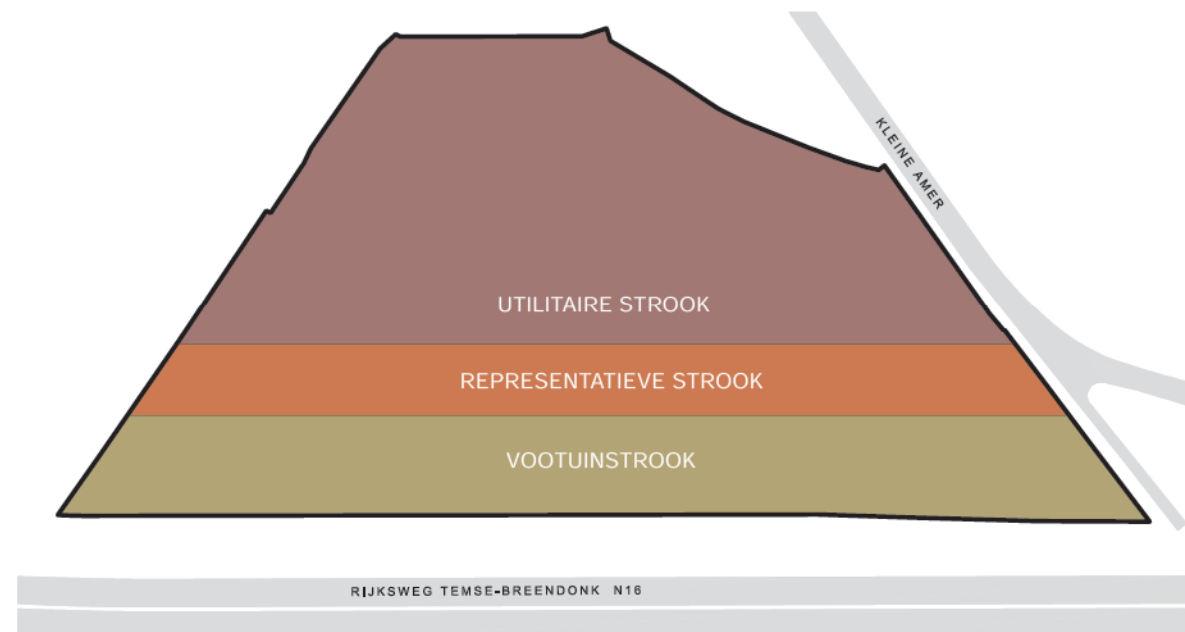 KLEINE AMER
UTILITAIRE STROOK
REPRESENTATIEVE STROOK
VOOTUINSTROOK
RIJKSWEG TEMSE-BREENDONK N16